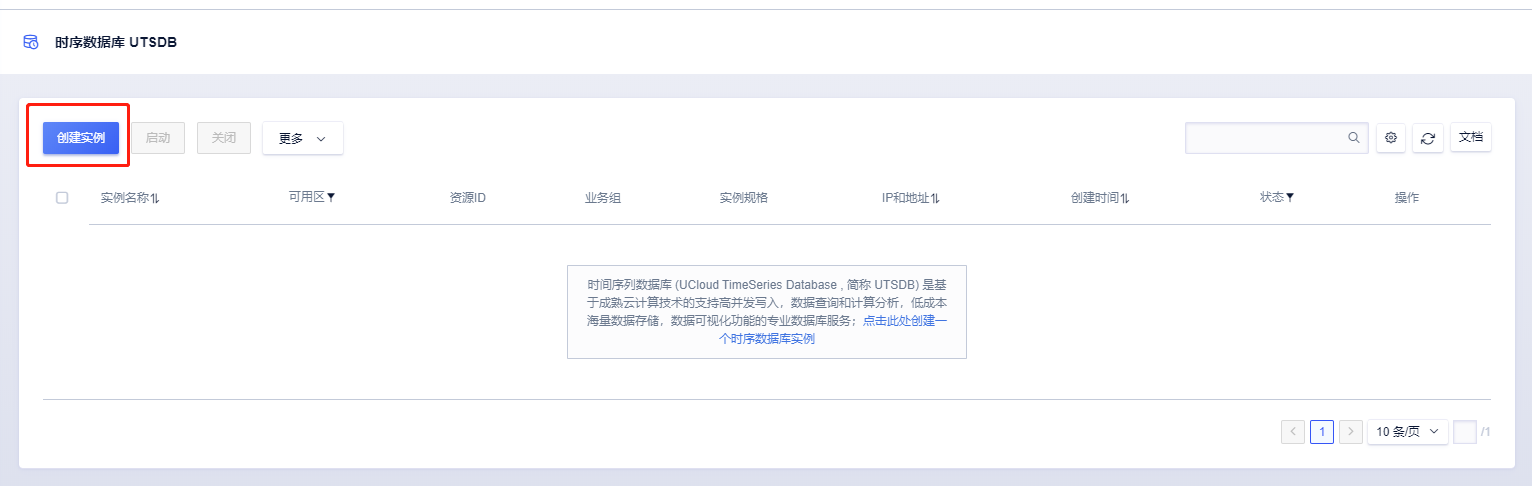 时序数据库 UTSDB
创建实例
启动
关闭
更多
文档
实例名称
可用区
资源ID
业务组
实例规格
IP和地址
创建时间
状态
操作
时间序列数据库 (UCloud TimeSeries Database , 简称 UTSDB) 是基
于成熟云计算技术的支持高并发写入，数据查询和计算分析，低成本
海量数据存储，数据可视化功能的专业数据库服务；点击此处创建一
个时序数据库实例
1
10 条/页
/1